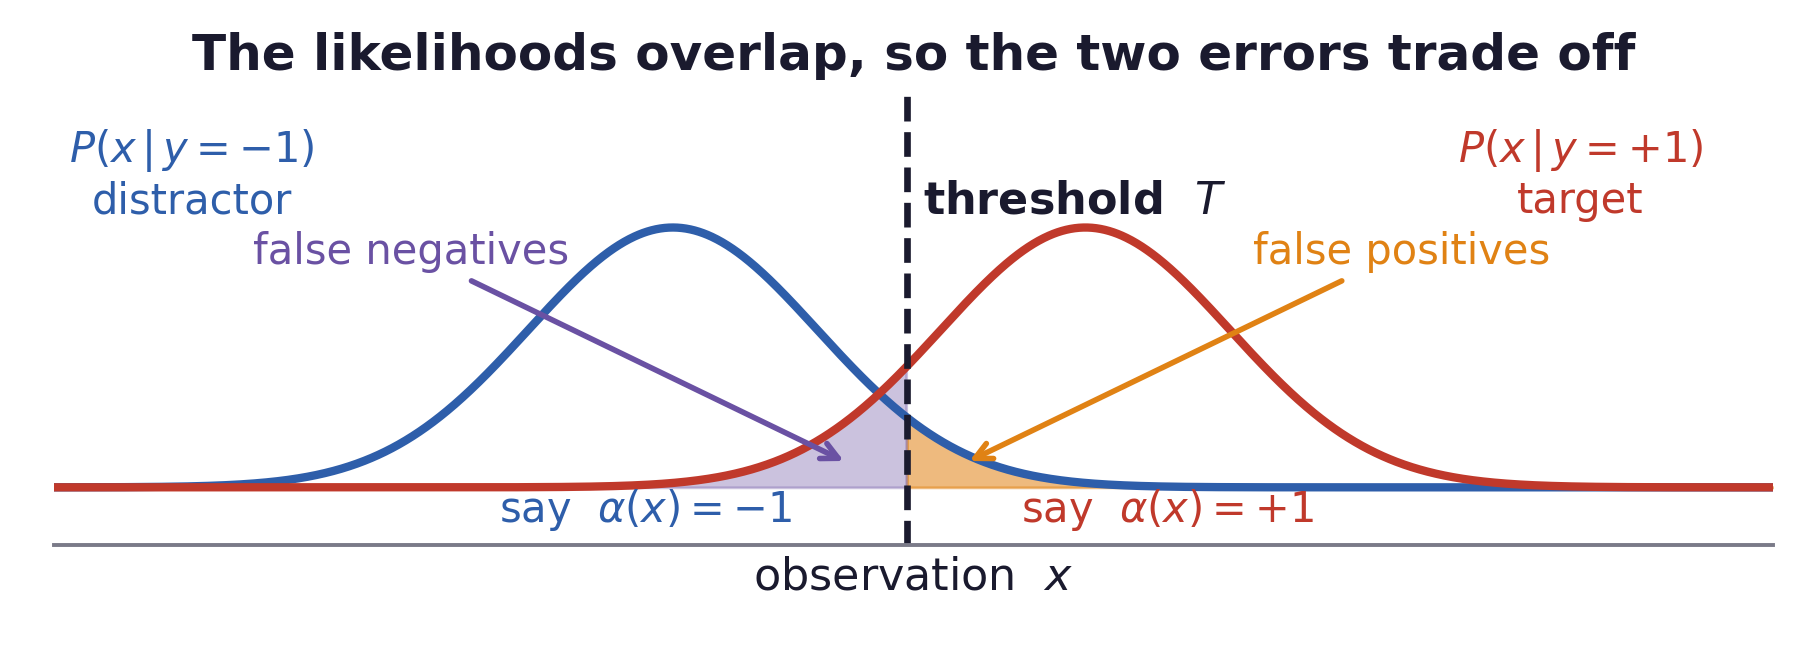 The likelihoods overlap, so the two errors trade off
P(x | y = −1)
distractor
P(x | y = +1)
target
threshold T
false negatives
false positives
say α(x) = −1
say α(x) = +1
observation x